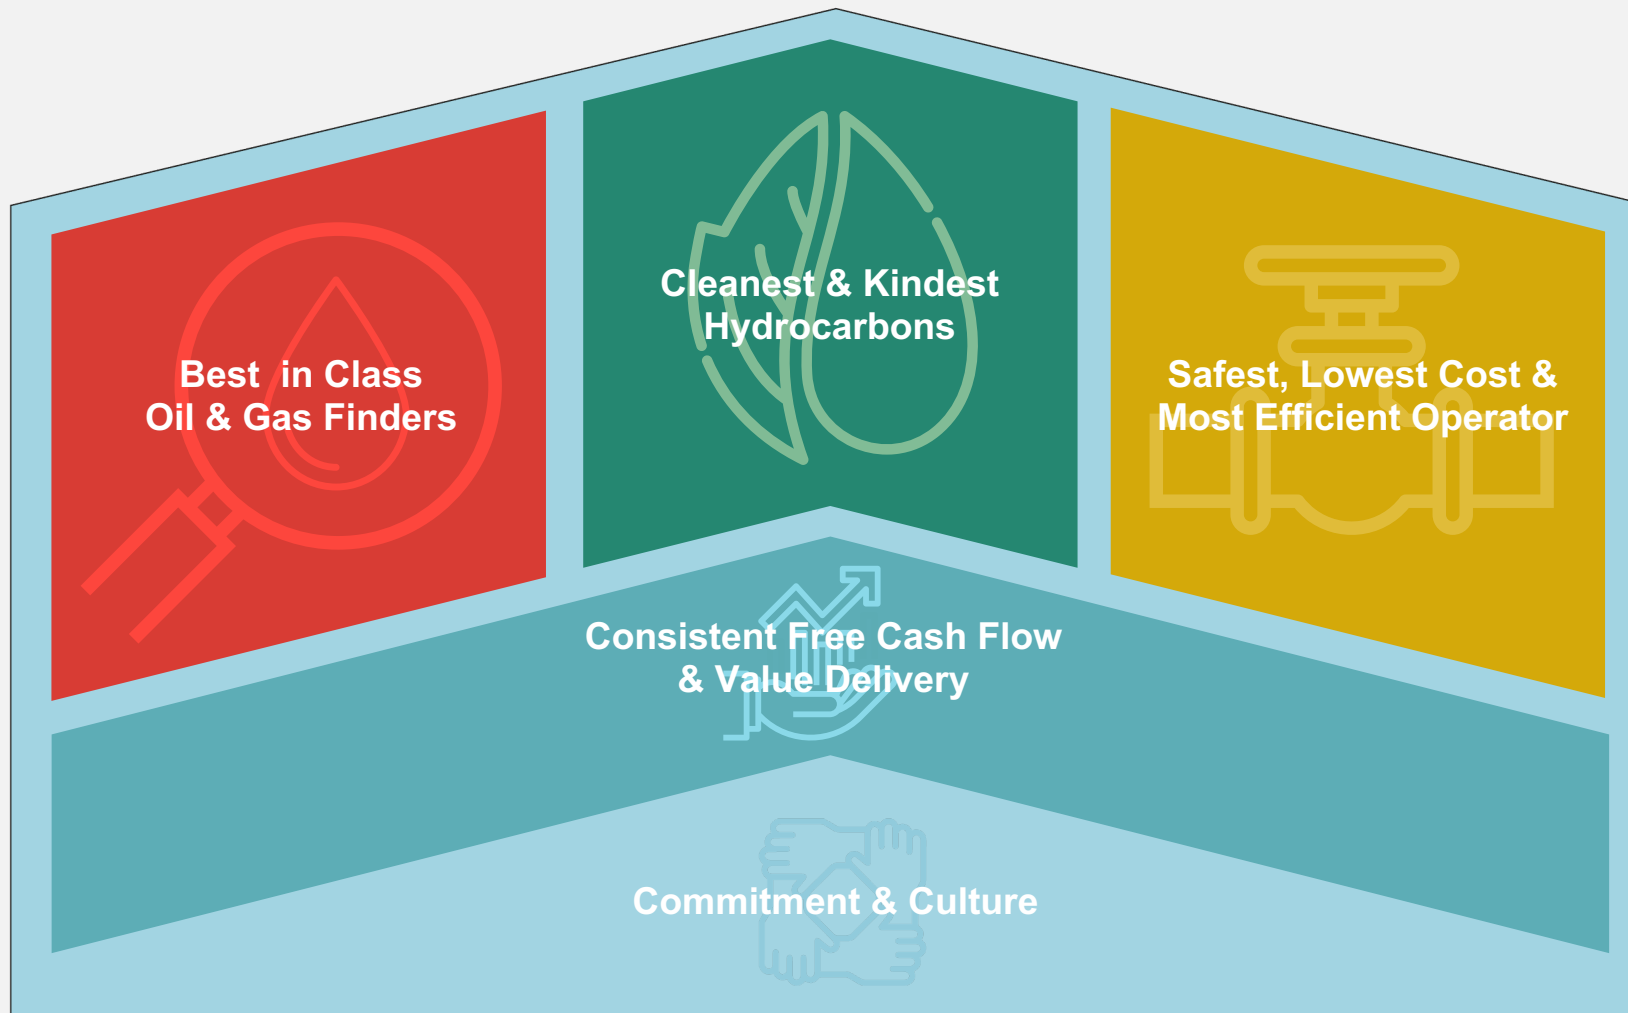 Best  in Class
Oil & Gas Finders
Cleanest & Kindest
Hydrocarbons
Safest, Lowest Cost &
Most Efficient Operator
Consistent Free Cash Flow
& Value Delivery
Commitment & Culture